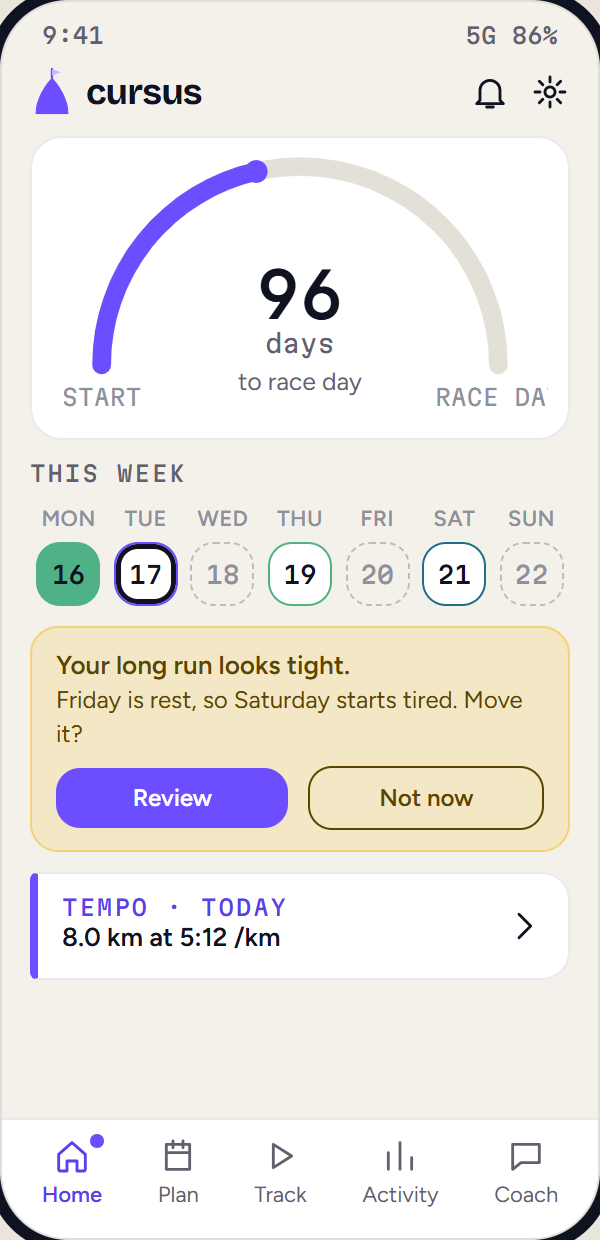 9:41 5G 86%
cursus
96
days
to race day
START RACE DA
THIS WEEK
MON TUE WED THU FRI SAT SUN
16 17 18 19 20 21 22
Your long run looks tight.
Friday is rest, so Saturday starts tired. Move
it?
Review Not now
TEMPO · TODAY
8.0 km at 5:12 /km
Home Plan Track Activity Coach